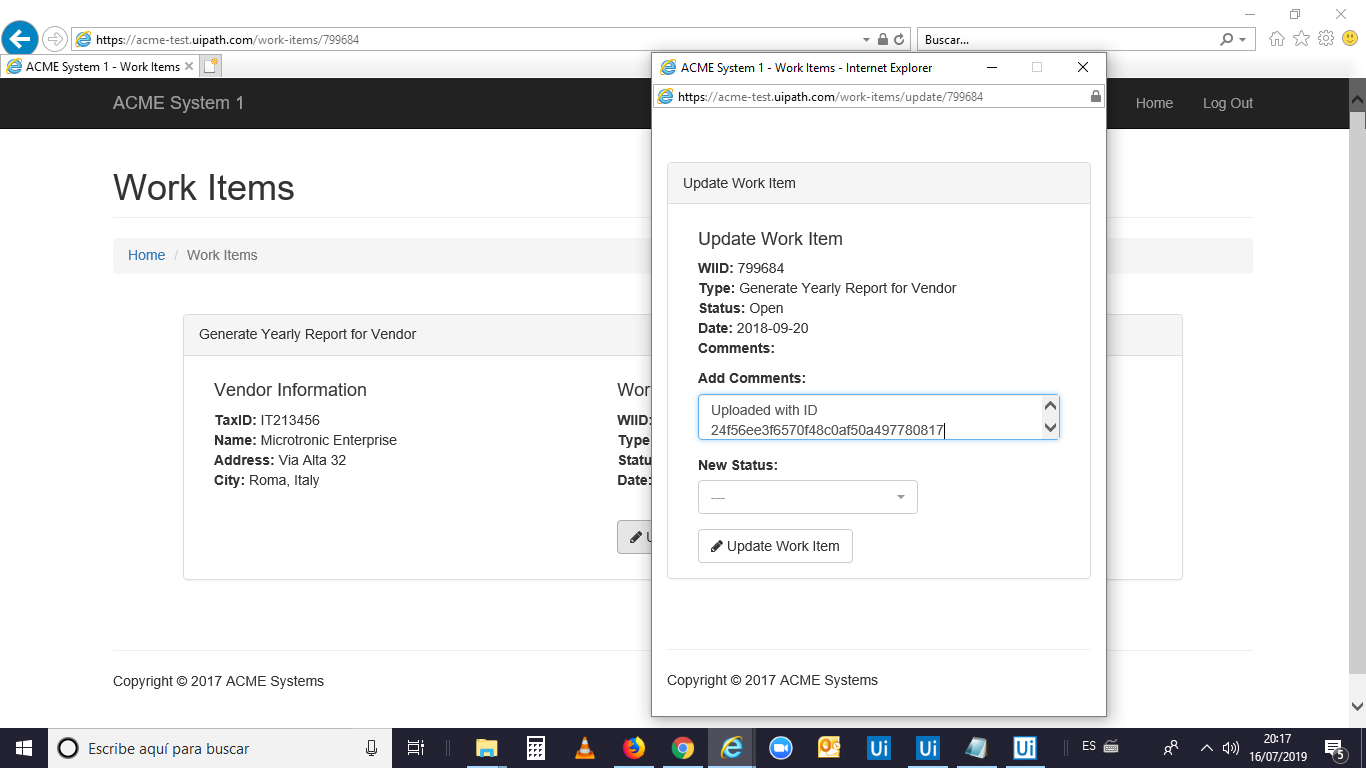 https://acme-test.uipath.com/work-items/799684
Buscar...
ACME System 1 - Work Items
ACME System 1
Home
Log Out
Work Items
Home / Work Items
Generate Yearly Report for Vendor
Vendor Information
TaxID: IT213456
Name: Microtronic Enterprise
Address: Via Alta 32
City: Roma, Italy
Wor
WIID:
Type
Statu
Date:
Copyright © 2017 ACME Systems
ACME System 1 - Work Items - Internet Explorer
https://acme-test.uipath.com/work-items/update/799684
Update Work Item
Update Work Item
WIID: 799684
Type: Generate Yearly Report for Vendor
Status: Open
Date: 2018-09-20
Comments:
Add Comments:
Uploaded with ID
24f56ee3f6570f48c0af50a497780817
New Status:
---
Update Work Item
Copyright © 2017 ACME Systems
Escribe aquí para buscar
Ui
Ui
Ui
ES
20:17
16/07/2019
5